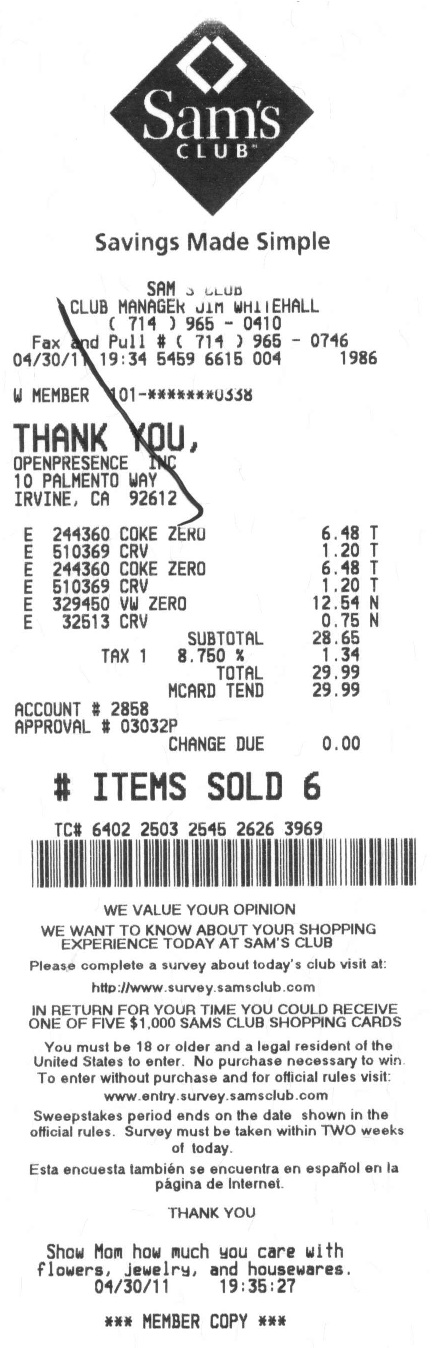 Sam's
CLUB
Savings Made Simple
SAM S CLUB
CLUB MANAGER JIM WHITEHALL
( 714 ) 965 - 0410
Fax and Pull # ( 714 ) 965 - 0746
04/30/11 19:34 5459 6615 004 1986
W MEMBER 101-*******0338
THANK YOU,
OPENPRESENCE INC
10 PALMENTO WAY
IRVINE, CA 92612
E 244360 COKE ZERO 6.48 T
E 510369 CRV 1.20 T
E 244360 COKE ZERO 6.48 T
E 510369 CRV 1.20 T
E 329450 VW ZERO 12.54 N
E 32513 CRV 0.75 N
SUBTOTAL 28.65
TAX 1 8.750 % 1.34
TOTAL 29.99
MCARD TEND 29.99
ACCOUNT # 2858
APPROVAL # 03032P
CHANGE DUE 0.00
# ITEMS SOLD 6
TC# 6402 2503 2545 2626 3969
WE VALUE YOUR OPINION
WE WANT TO KNOW ABOUT YOUR SHOPPING
EXPERIENCE TODAY AT SAM'S CLUB
Please complete a survey about today's club visit at:
http://www.survey.samsclub.com
IN RETURN FOR YOUR TIME YOU COULD RECEIVE
ONE OF FIVE $1,000 SAMS CLUB SHOPPING CARDS
You must be 18 or older and a legal resident of the
United States to enter. No purchase necessary to win.
To enter without purchase and for official rules visit:
www.entry.survey.samsclub.com
Sweepstakes period ends on the date shown in the
official rules. Survey must be taken within TWO weeks
of today.
Esta encuesta también se encuentra en español en la
página de Internet.
THANK YOU
Show Mom how much you care with
flowers, jewelry, and housewares.
04/30/11 19:35:27
*** MEMBER COPY ***